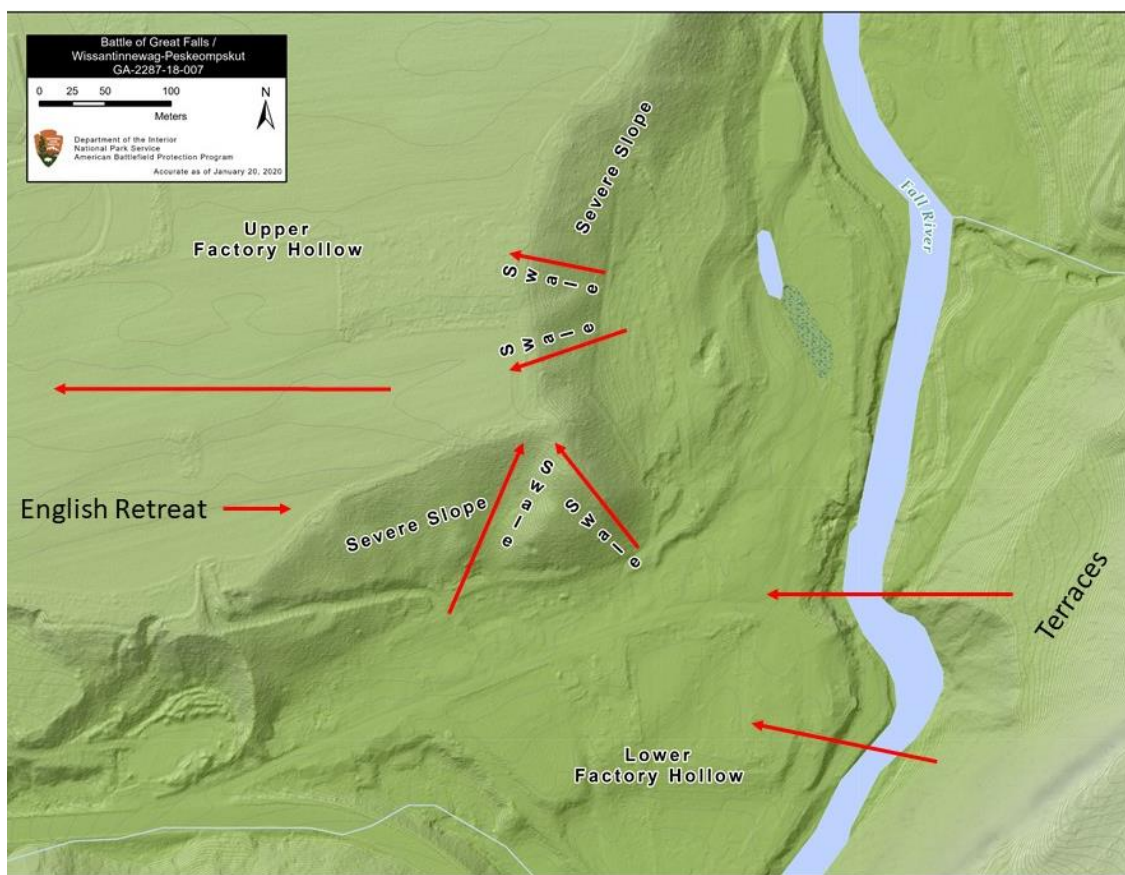 Battle of Great Falls /
Wissantinnewag-Peskeompskut
GA-2287-18-007
0 25 50 100
Meters
N
Department of the Interior
National Park Service
American Battlefield Protection Program
Accurate as of January 20, 2020
Severe Slope
Fall River
Upper
Factory Hollow
Swale
Swale
English Retreat
Severe Slope
Swale
Swale
Terraces
Lower
Factory Hollow